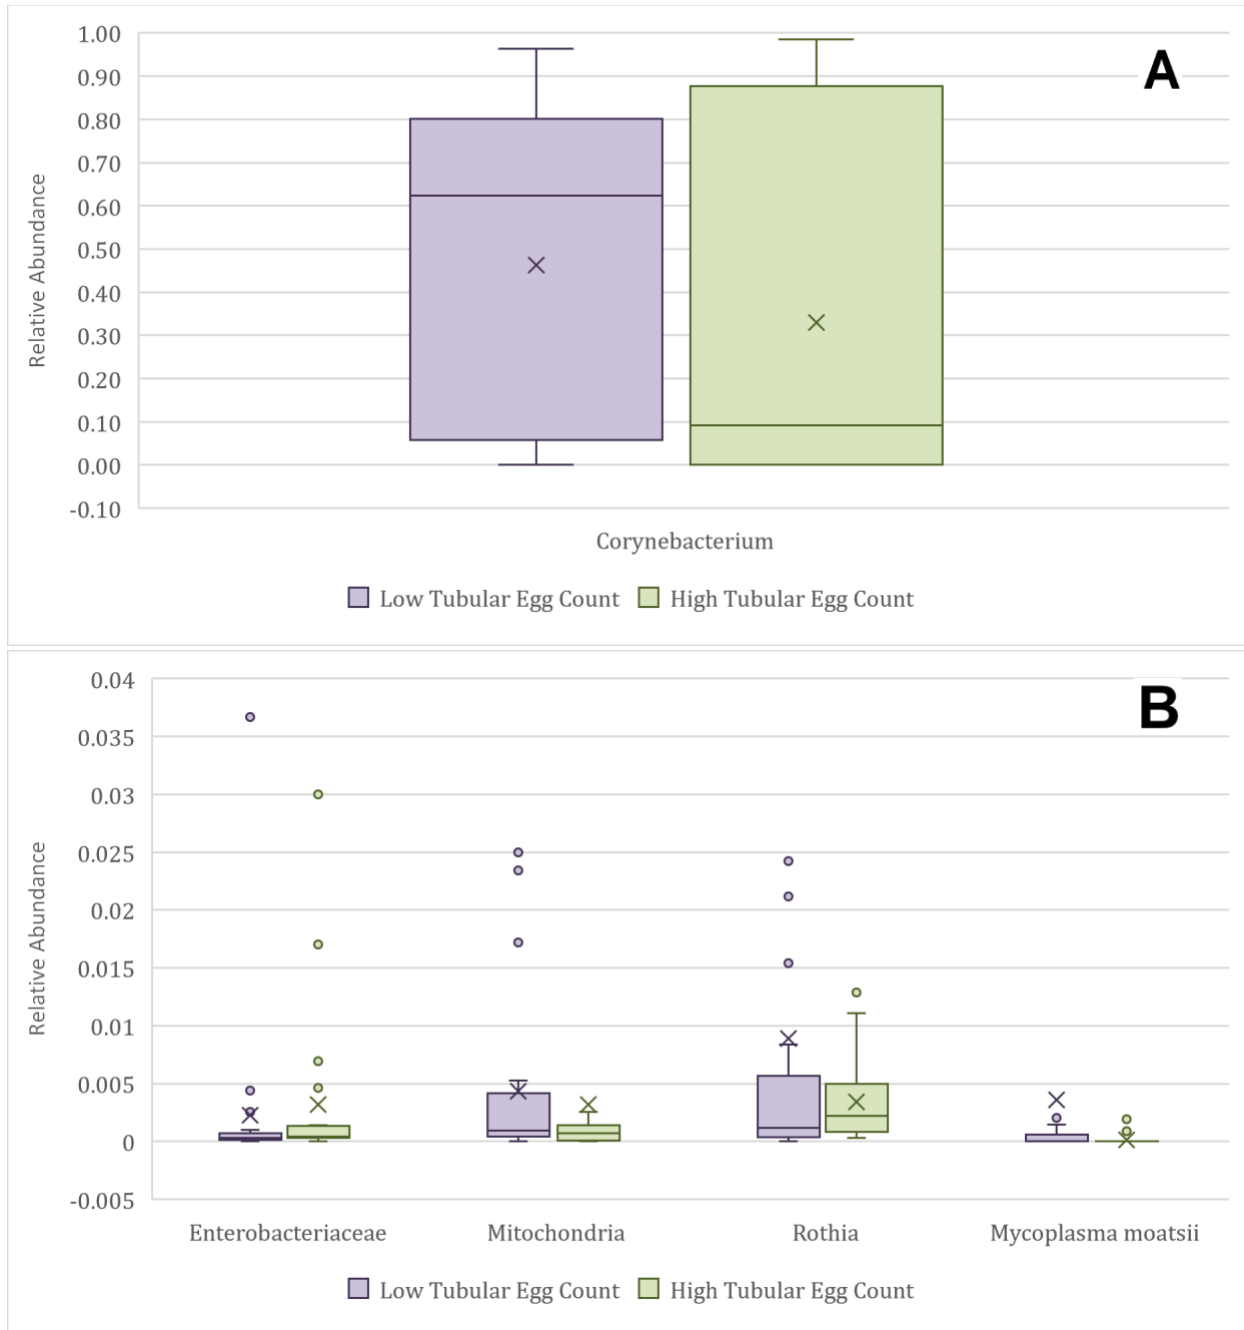 A
1.00
0.90
0.80
0.70
0.60
0.50
0.40
0.30
0.20
0.10
0.00
-0.10
Relative Abundance
Corynebacterium
Low Tubular Egg Count High Tubular Egg Count
B
0.04
0.035
0.03
0.025
0.02
0.015
0.01
0.005
0
-0.005
Relative Abundance
Enterobacteriaceae Mitochondria Rothia Mycoplasma moatsii
Low Tubular Egg Count High Tubular Egg Count